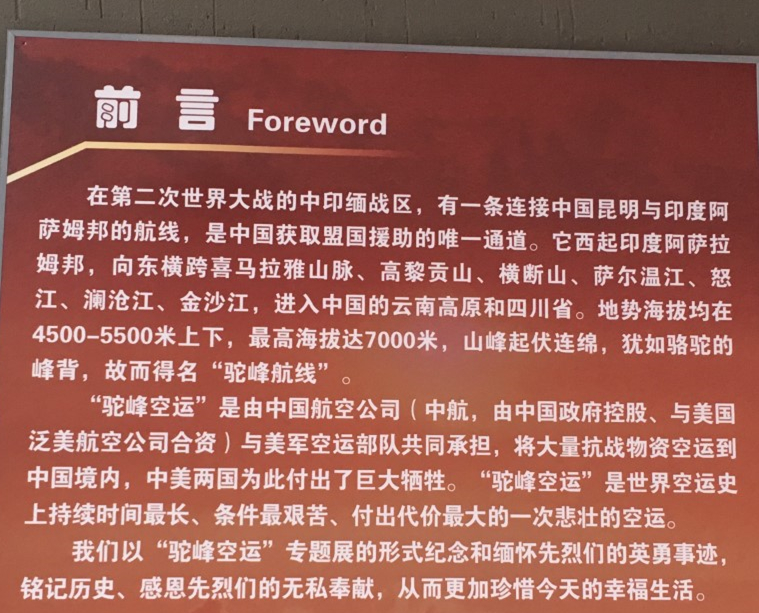 前言 Foreword
在第二次世界大战的中印缅战区，有一条连接中国昆明与印度阿
萨姆邦的航线，是中国获取盟国援助的唯一通道。它西起印度阿萨拉
姆邦，向东横跨喜马拉雅山脉、高黎贡山、横断山、萨尔温江、怒
江、澜沧江、金沙江，进入中国的云南高原和四川省。地势海拔均在
4500-5500米上下，最高海拔达7000米，山峰起伏连绵，犹如骆驼的
峰背，故而得名“驼峰航线”。
“驼峰空运”是由中国航空公司（中航，由中国政府控股、与美国
泛美航空公司合资）与美军空运部队共同承担，将大量抗战物资空运到
中国境内，中美两国为此付出了巨大牺牲。“驼峰空运”是世界空运史
上持续时间最长、条件最艰苦、付出代价最大的一次悲壮的空运。
我们以“驼峰空运”专题展的形式纪念和缅怀先烈们的英勇事迹，
铭记历史、感恩先烈们的无私奉献，从而更加珍惜今天的幸福生活。